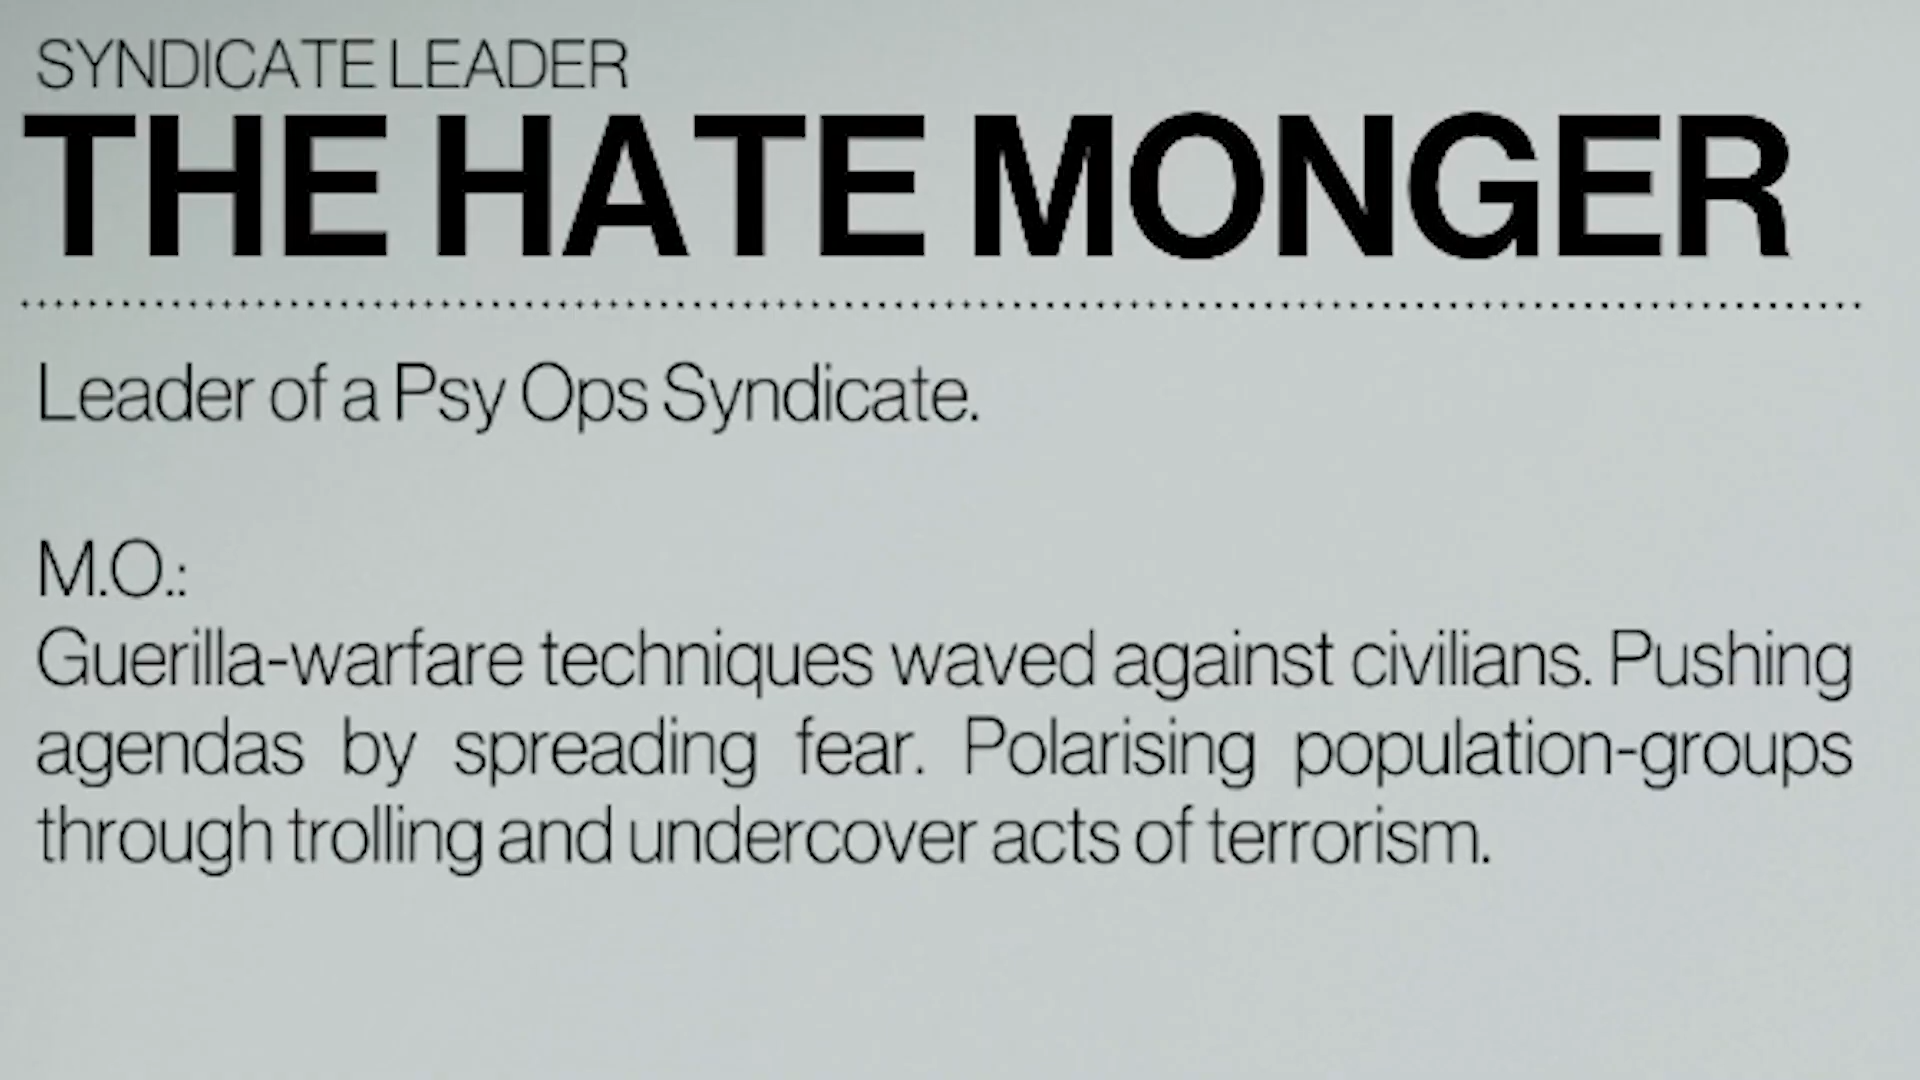 SYNDICATE LEADER
THE HATE MONGER
Leader of a Psy Ops Syndicate.
M.O.:
Guerilla-warfare techniques waved against civilians. Pushing
agendas by spreading fear. Polarising population-groups
through trolling and undercover acts of terrorism.